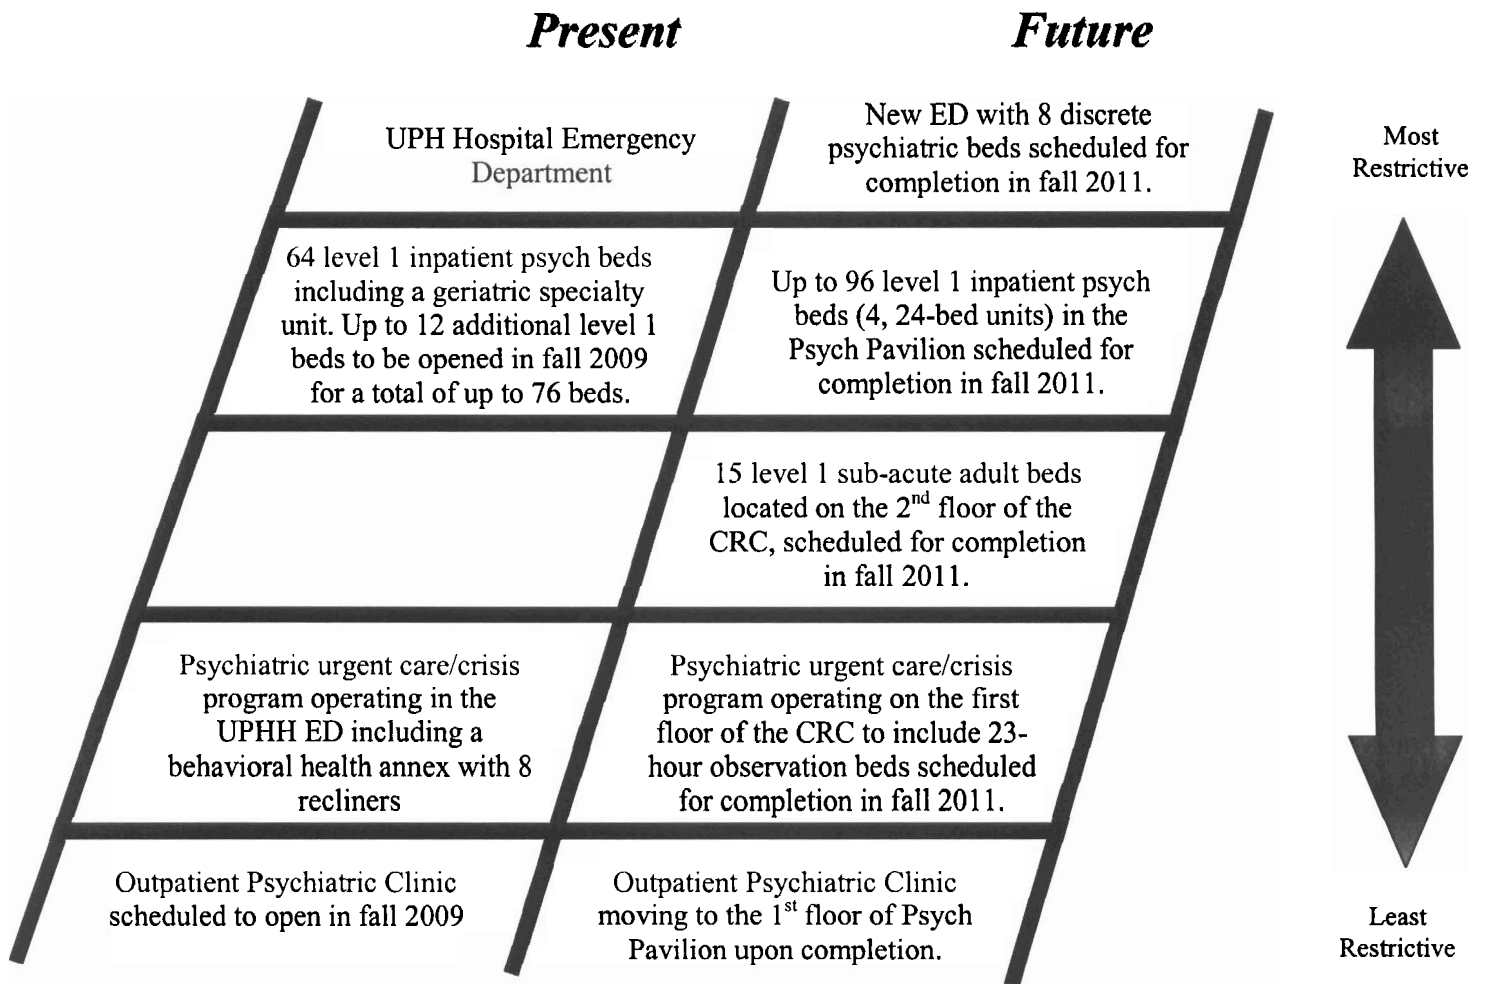 Present
Future
UPH Hospital Emergency
Department
New ED with 8 discrete
psychiatric beds scheduled for
completion in fall 2011.
Most
Restrictive
64 level 1 inpatient psych beds
including a geriatric specialty
unit. Up to 12 additional level 1
beds to be opened in fall 2009
for a total of up to 76 beds.
Up to 96 level 1 inpatient psych
beds (4, 24-bed units) in the
Psych Pavilion scheduled for
completion in fall 2011.
15 level 1 sub-acute adult beds
located on the 2nd floor of the
CRC, scheduled for completion
in fall 2011.
Psychiatric urgent care/crisis
program operating in the
UPHH ED including a
behavioral health annex with 8
recliners
Psychiatric urgent care/crisis
program operating on the first
floor of the CRC to include 23-
hour observation beds scheduled
for completion in fall 2011.
Outpatient Psychiatric Clinic
scheduled to open in fall 2009
Outpatient Psychiatric Clinic
moving to the 1st floor of Psych
Pavilion upon completion.
Least
Restrictive